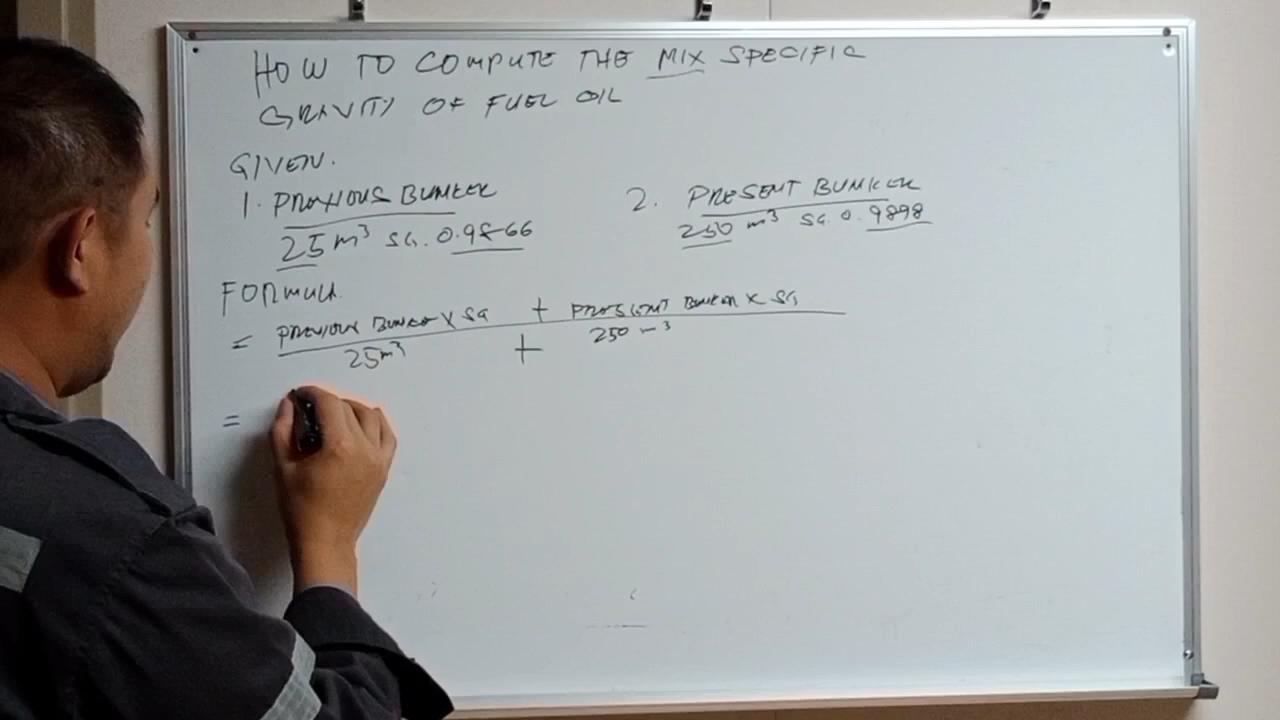 HOW TO COMPUTE THE MIX SPECIFIC
GRAVITY OF FUEL OIL
GIVEN.
1. PREVIOUS BUNKER
25 m³ SG. 0.9866
2. PRESENT BUNKER
250 m³ SG. 0.9898
FORMULA.
= PREVIOUS BUNKER X SG + PRESENT BUNKER X SG
25 m³ + 250 m³
=